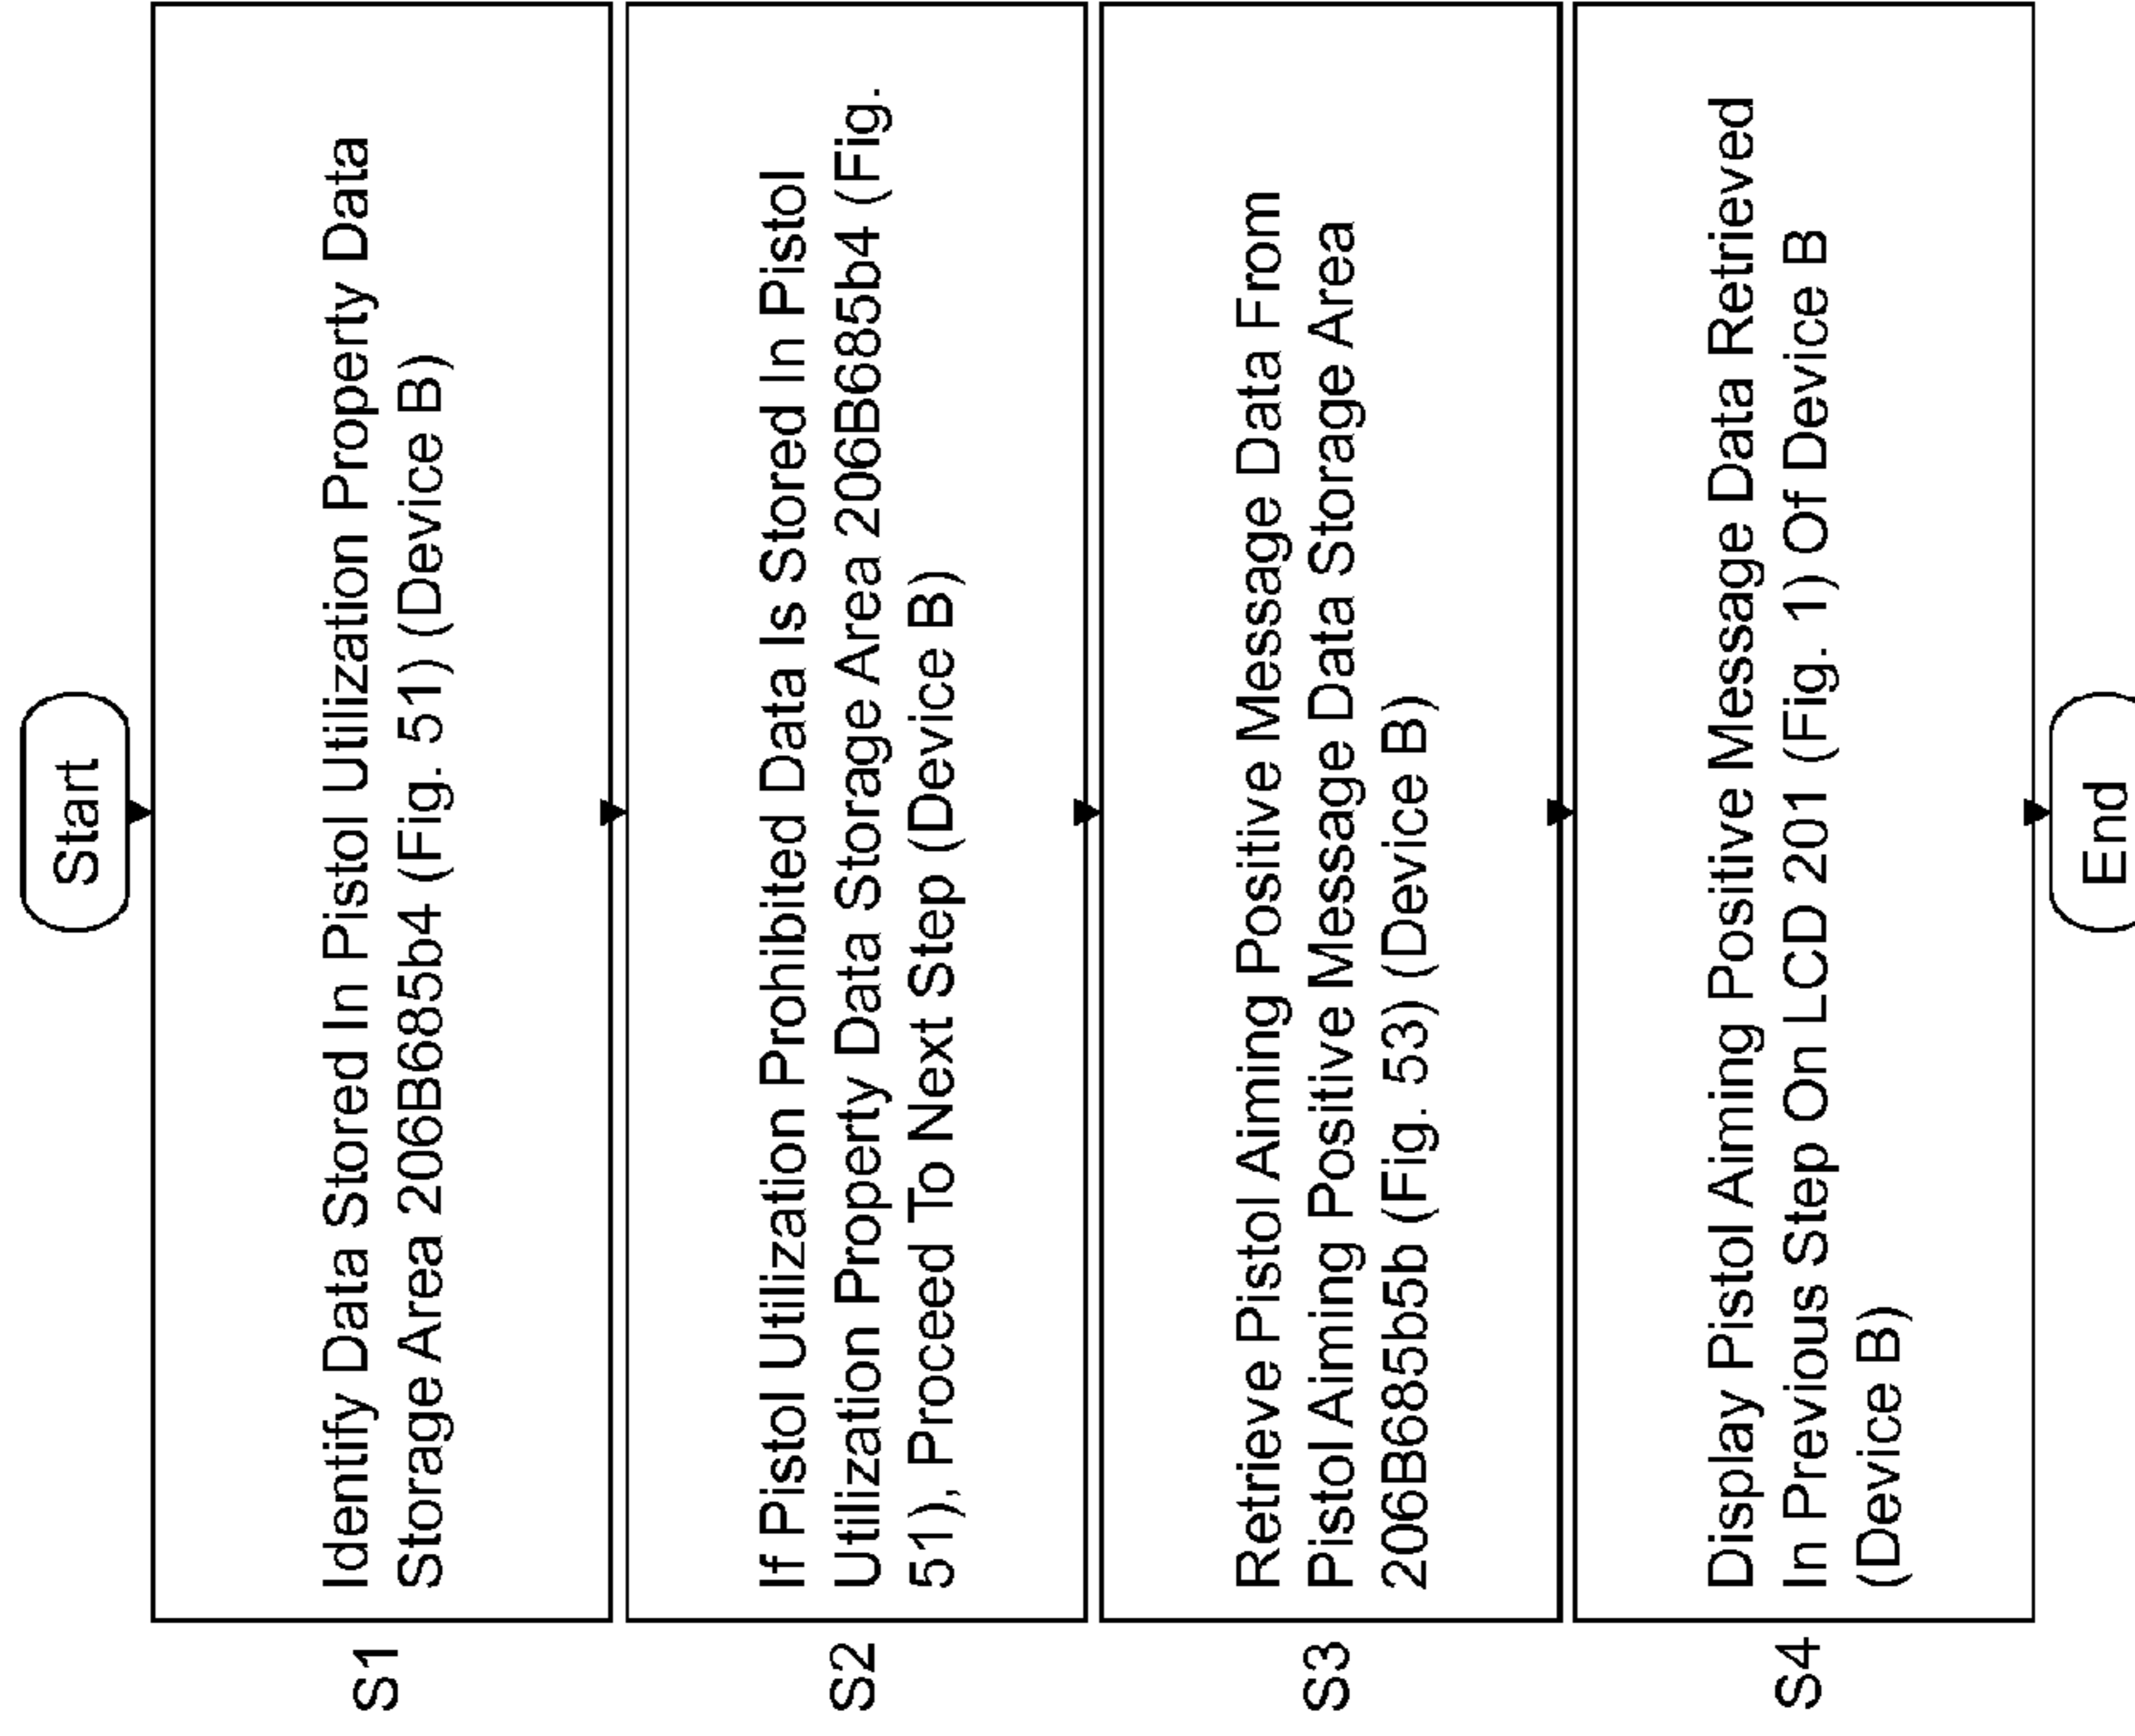 Start
S1
Identify Data Stored In Pistol Utilization Property Data
Storage Area 206B685b4 (Fig. 51) (Device B)
S2
If Pistol Utilization Prohibited Data Is Stored In Pistol
Utilization Property Data Storage Area 206B685b4 (Fig.
51), Proceed To Next Step (Device B)
S3
Retrieve Pistol Aiming Positive Message Data From
Pistol Aiming Positive Message Data Storage Area
206B685b5b (Fig. 53) (Device B)
S4
Display Pistol Aiming Positive Message Data Retrieved
In Previous Step On LCD 201 (Fig. 1) Of Device B
(Device B)
End